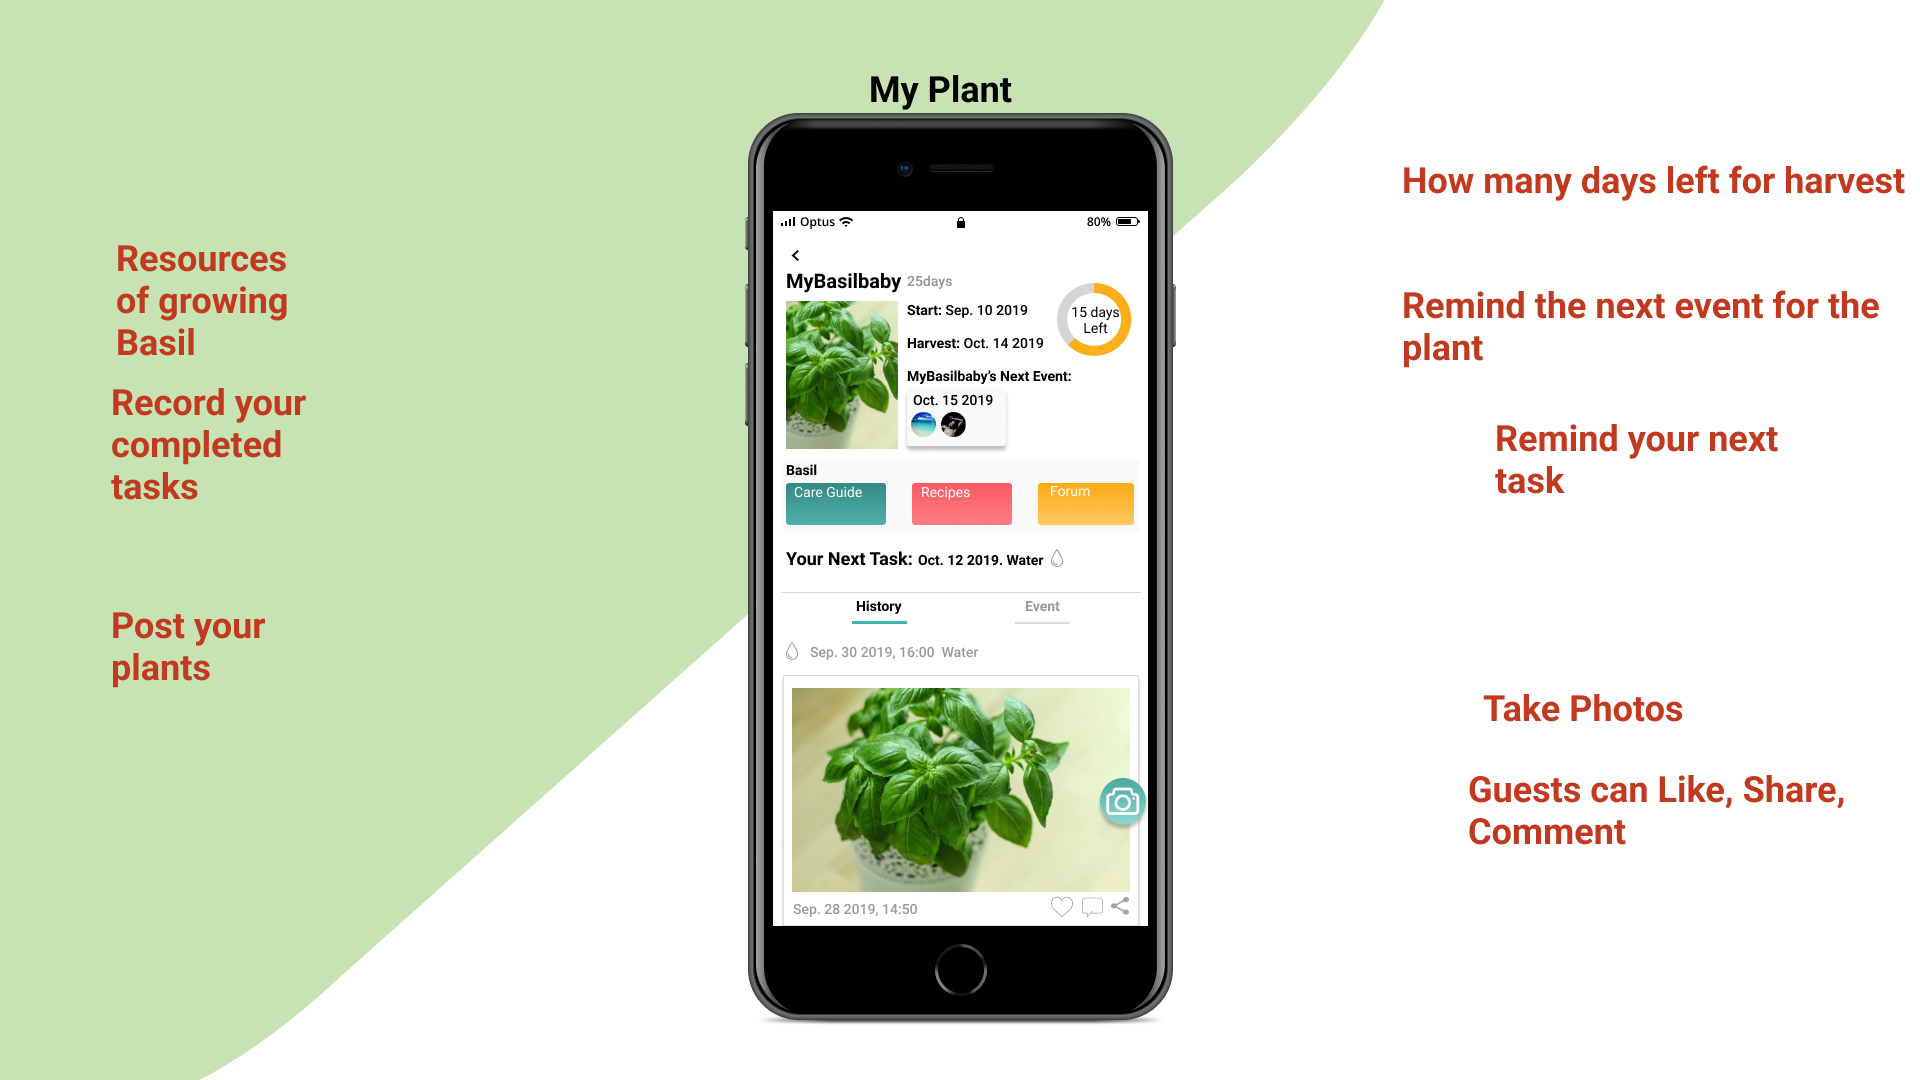 My Plant
Resources
of growing
Basil
Record your
completed
tasks
Post your
plants
Optus
80%
MyBasilbaby 25days
Start: Sep. 10 2019
Harvest: Oct. 14 2019
15 days
Left
MyBasilbaby's Next Event:
Oct. 15 2019
Basil
Care Guide
Recipes
Forum
Your Next Task: Oct. 12 2019. Water
History
Event
Sep. 30 2019, 16:00 Water
Sep. 28 2019, 14:50
How many days left for harvest
Remind the next event for the
plant
Remind your next
task
Take Photos
Guests can Like, Share,
Comment